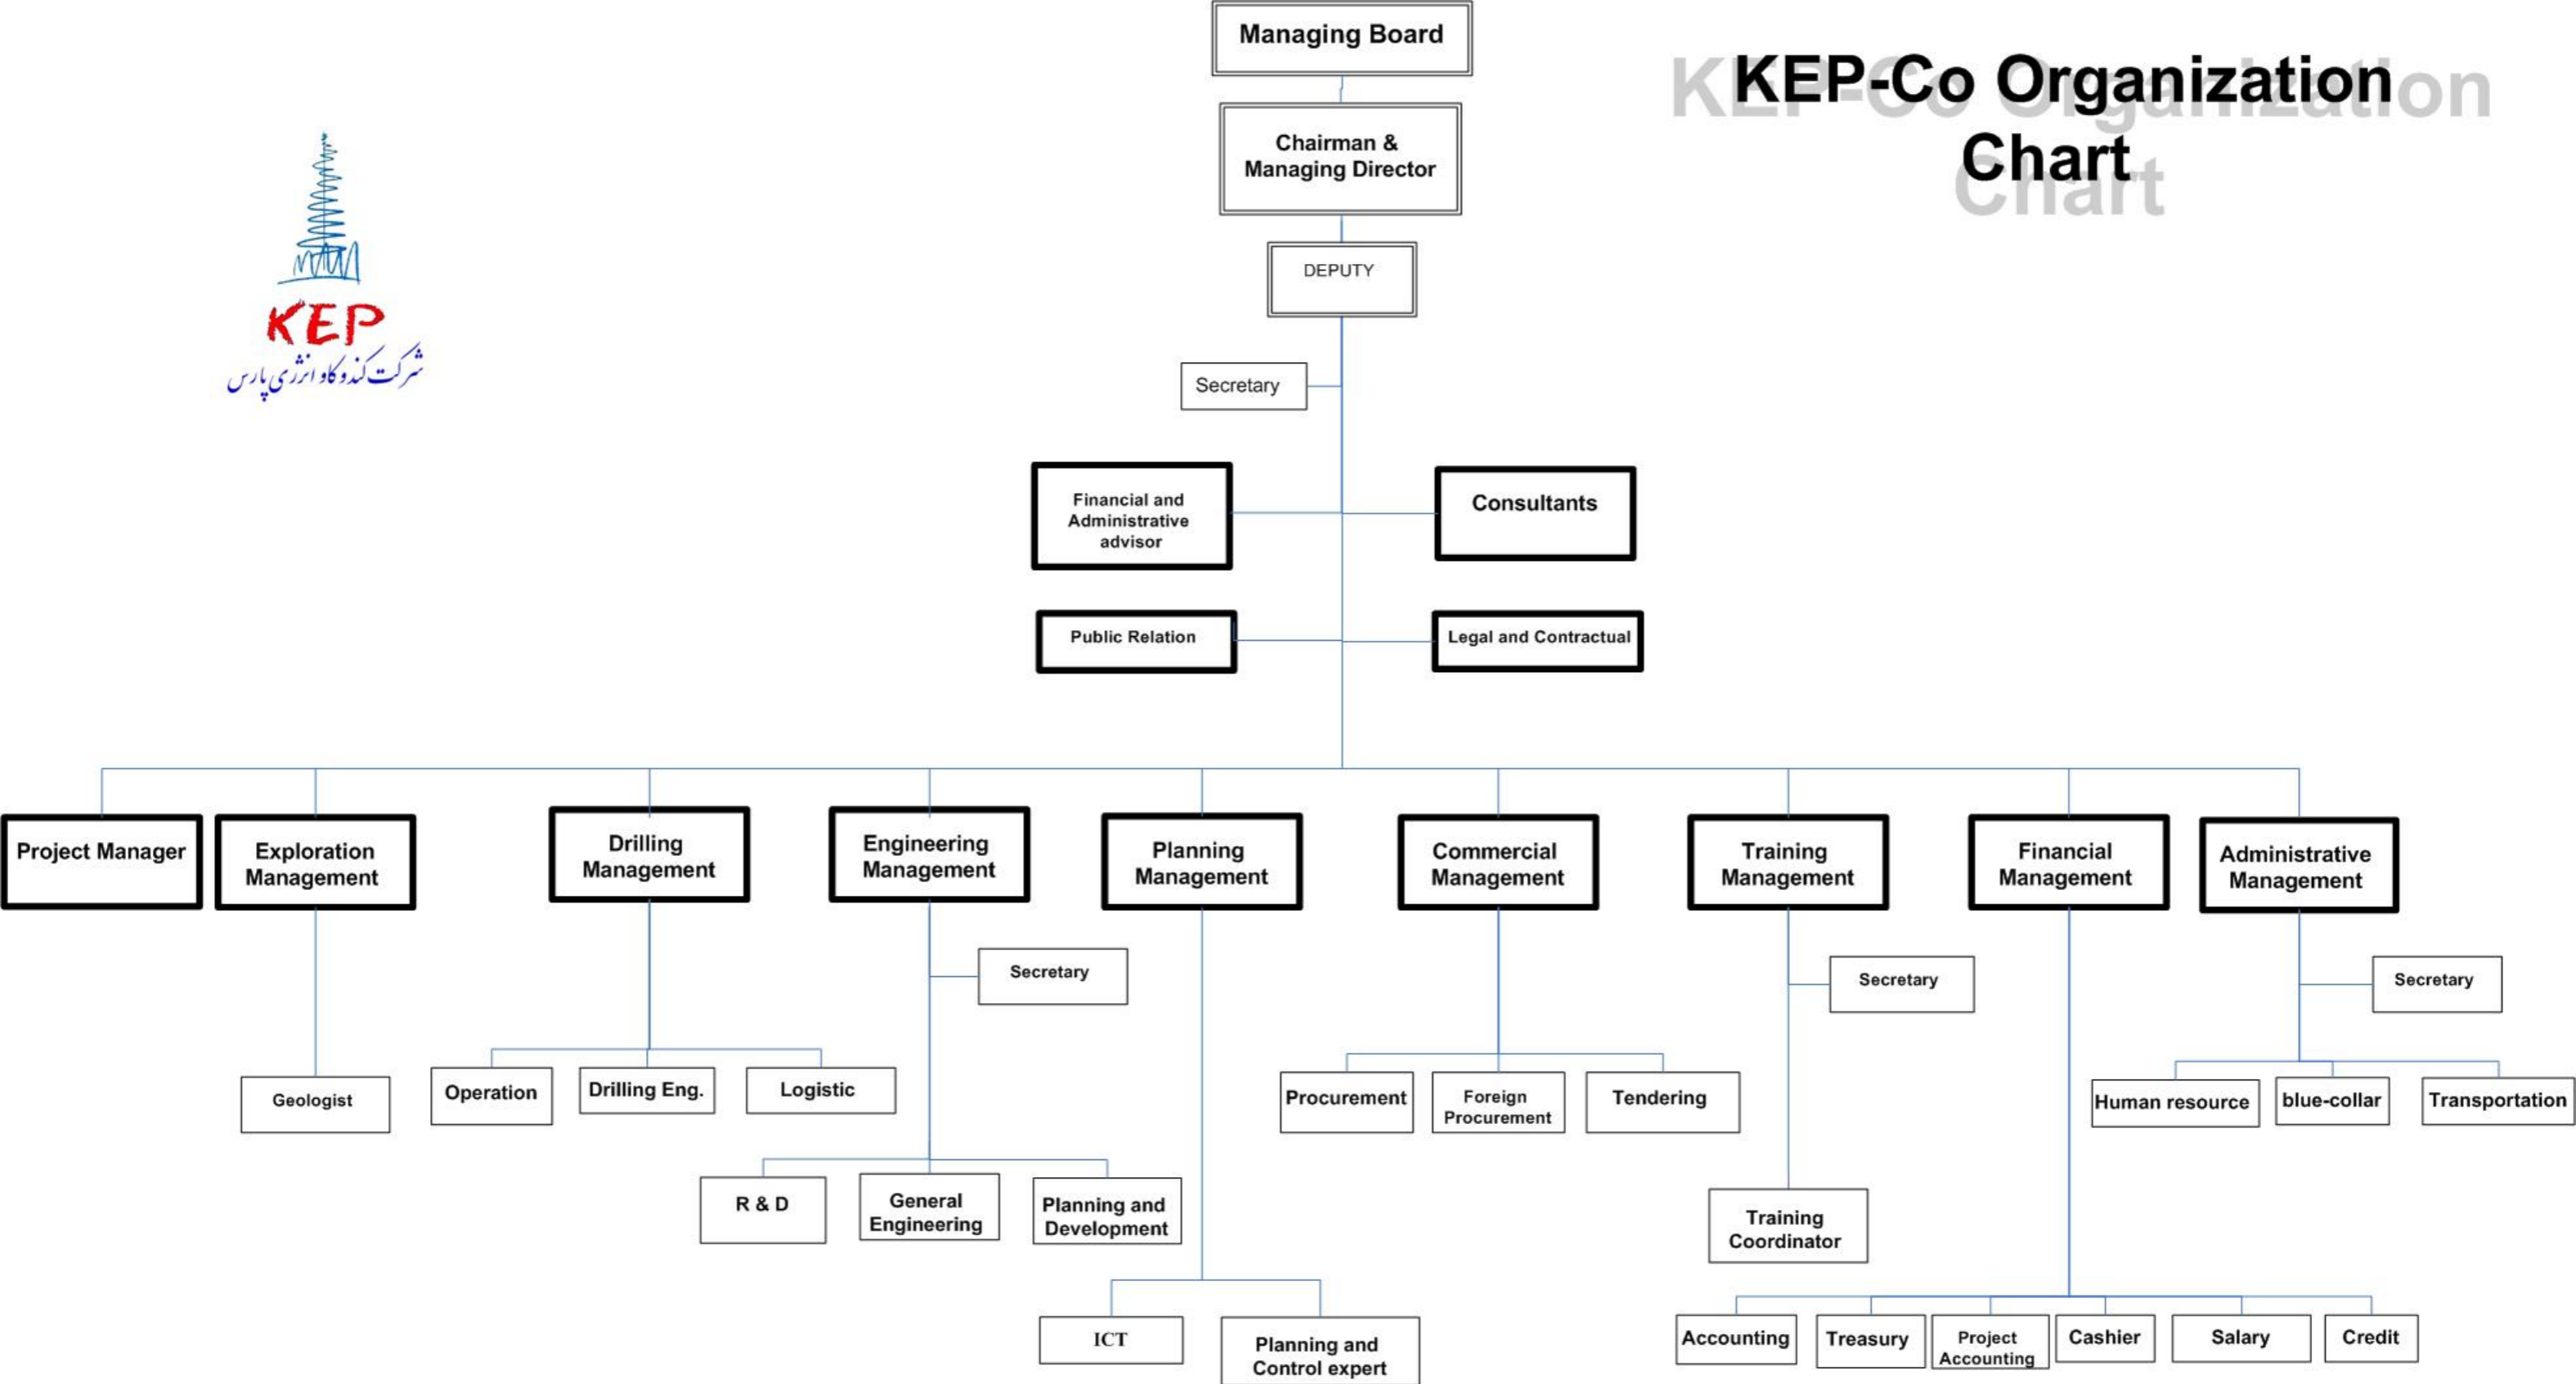 Managing Board
KEP-Co Organization
Chart
Chairman &
Managing Director
DEPUTY
KEP
شرکت کند و کاو انرژی پارس
Secretary
Financial and
Administrative
advisor
Consultants
Public Relation
Legal and Contractual
Project Manager
Exploration
Management
Drilling
Management
Engineering
Management
Planning
Management
Commercial
Management
Training
Management
Financial
Management
Administrative
Management
Secretary
Secretary
Secretary
Geologist
Operation
Drilling Eng.
Logistic
Procurement
Foreign
Procurement
Tendering
Human resource
blue-collar
Transportation
R & D
General
Engineering
Planning and
Development
Training
Coordinator
ICT
Planning and
Control expert
Accounting
Treasury
Project
Accounting
Cashier
Salary
Credit